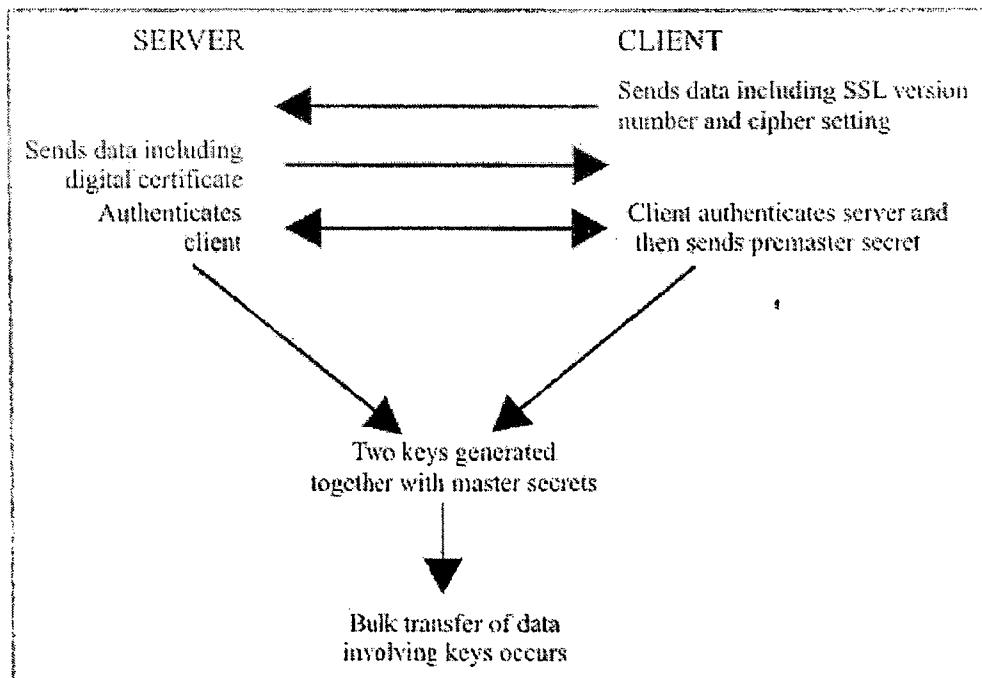 SERVER
CLIENT
Sends data including SSL version
number and cipher setting
Sends data including
digital certificate
Authenticates
client
Client authenticates server and
then sends premaster secret
Two keys generated
together with master secrets
Bulk transfer of data
involving keys occurs